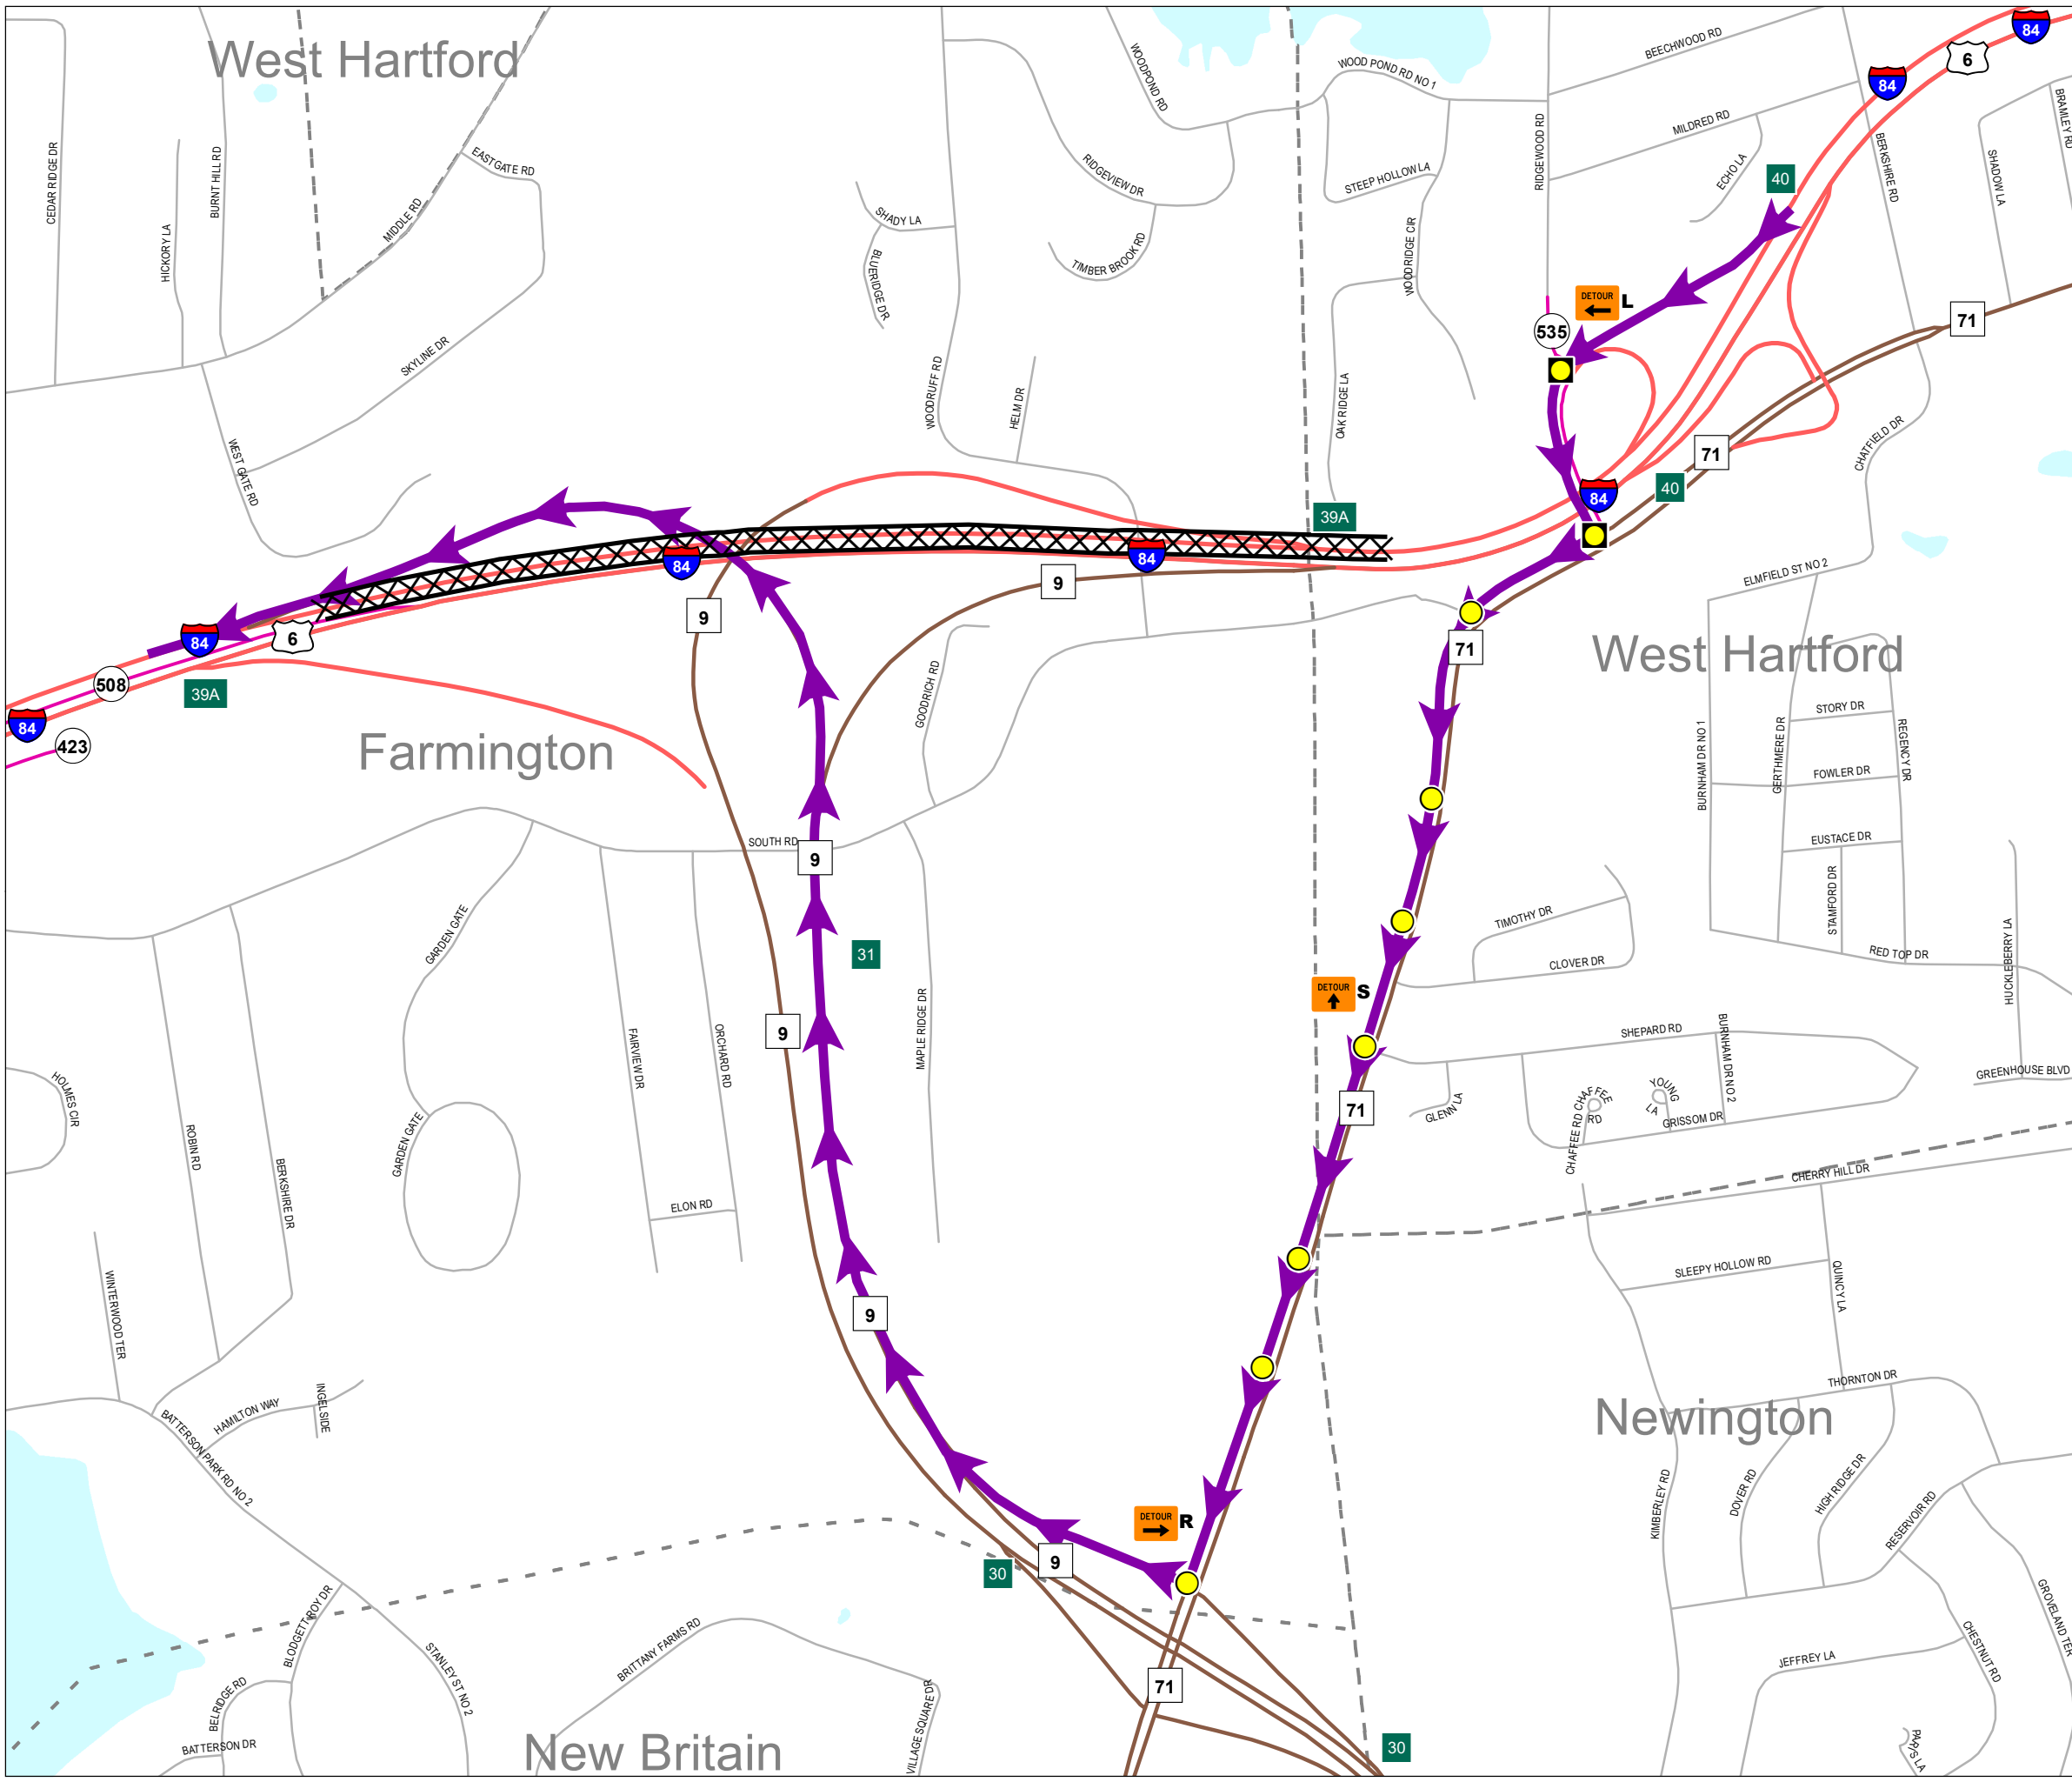 West Hartford
CEDAR RIDGE DR
HICKORY LA
BURNT HILL RD
MIDDLE RD
EASTGATE RD
SKYLINE DR
WEST GATE RD
SHADY LA
BLUERIDGE DR
WOODRUFF RD
HELM DR
WOODPOND RD
RIDGEVIEW DR
TIMBER BROOK RD
WOOD POND RD NO 1
STEEP HOLLOW LA
WOODRIDGE CIR
OAK RIDGE LA
RIDGEWOOD RD
BEECHWOOD RD
MILDRED RD
ECHO LA
BERKSHIRE RD
SHADOW LA
BRAMLEY RD
84
6
84
40
DETOUR
L
535
71
71
84
40
CHATFIELD DR
39A
84
84
9
9
84
6
508
39A
84
423
Farmington
GOODRICH RD
71
ELMFIELD ST NO 2
West Hartford
BURNHAM DR NO 1
GERTHMERE DR
STORY DR
REGENCY DR
FOWLER DR
EUSTACE DR
STAMFORD DR
RED TOP DR
HUCKLEBERRY LA
GREENHOUSE BLVD
TIMOTHY DR
CLOVER DR
DETOUR
S
SHEPARD RD
BURNHAM DR NO 2
GLENN LA
CHAFFEE RD
CHAFFEE
RD
YOUNG
LA
GRISSOM DR
CHERRY HILL DR
71
SOUTH RD
9
31
9
GARDEN GATE
GARDEN GATE
FAIRVIEW DR
ORCHARD RD
MAPLE RIDGE DR
ELON RD
HOLMES CIR
ROBIN RD
BERKSHIRE DR
WINTERWOOD TER
9
SLEEPY HOLLOW RD
QUINCY LA
THORNTON DR
Newington
KIMBERLEY RD
DOVER RD
HIGH RIDGE DR
RESERVOIR RD
GROVELAND TER
CHESTNUT RD
JEFFREY LA
HAMILTON WAY
INGELSIDE
BATTERSON PARK RD NO 2
DETOUR
R
9
30
BLODGETT ROY DR
BELRIDGE RD
BATTERSON DR
STANLEY ST NO 2
BRITTANY FARMS RD
VILLAGE SQUARE DR
New Britain
71
30